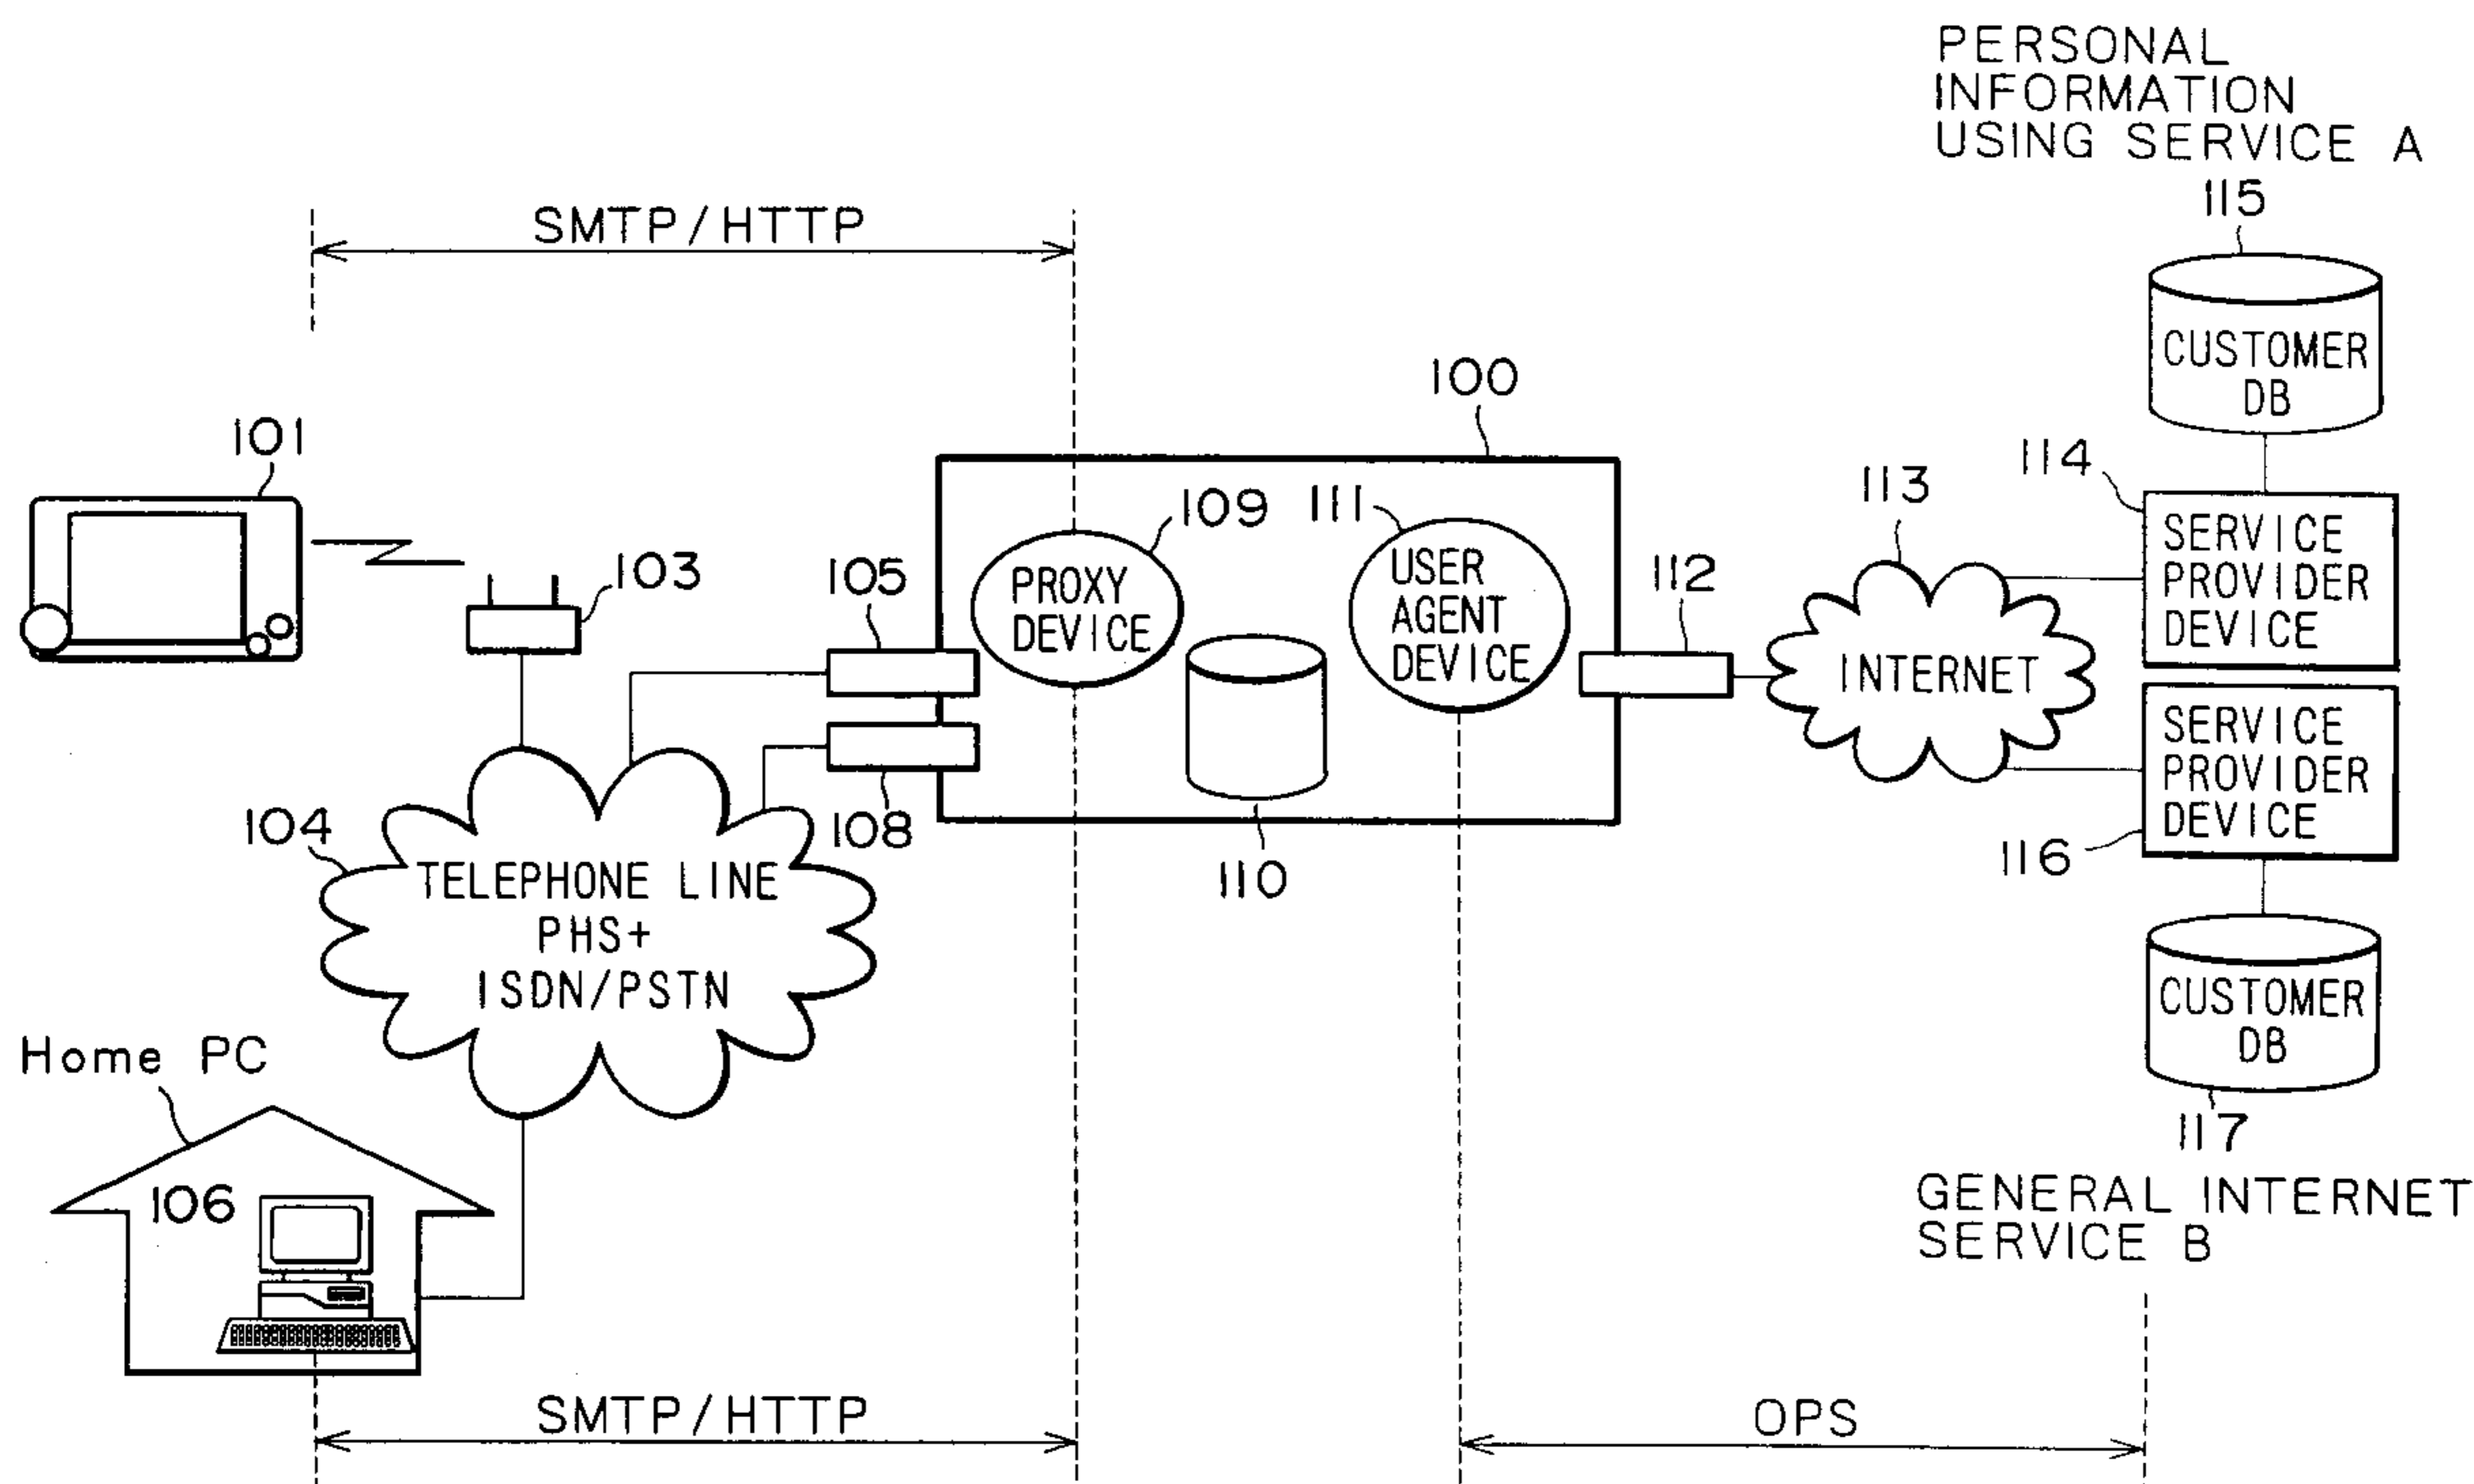 PERSONAL
INFORMATION
USING SERVICE A
115
SMTP/HTTP
CUSTOMER
DB
100
101
114
113
109
111
SERVICE
PROVIDER
DEVICE
103
105
PROXY
DEVICE
USER
AGENT
DEVICE
112
INTERNET
SERVICE
PROVIDER
DEVICE
104
108
110
116
TELEPHONE LINE
PHS+
ISDN/PSTN
CUSTOMER
DB
Home PC
117
106
GENERAL INTERNET
SERVICE B
SMTP/HTTP
OPS